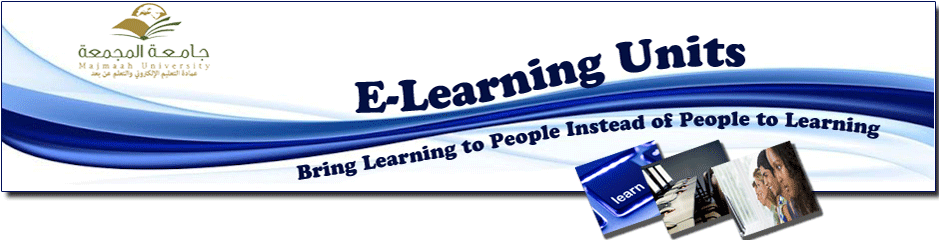 جامعة المجمعة
Majmaah University
عمادة التعليم الإلكتروني والتعلم عن بعد
E-Learning Units
Bring Learning to People Instead of People to Learning
learn